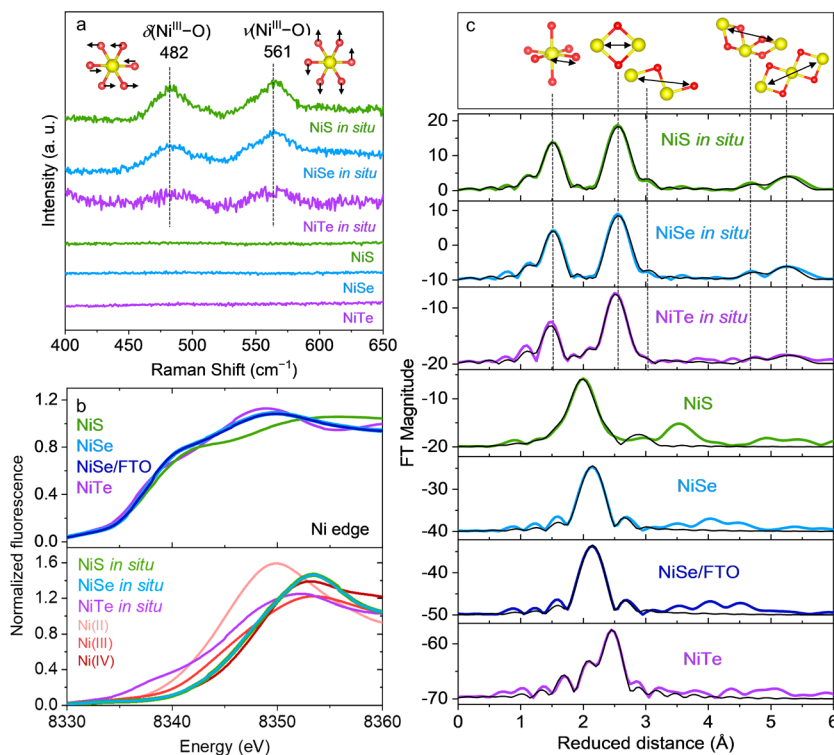 a
δ(Niᴵᴵᴵ–O)
482
ν(Niᴵᴵᴵ–O)
561
NiS in situ
NiSe in situ
NiTe in situ
NiS
NiSe
NiTe
Intensity (a. u.)
400 450 500 550 600 650
Raman Shift (cm⁻¹)
b
NiS
NiSe
NiSe/FTO
NiTe
Ni edge
1.2
0.8
0.4
0.0
NiS in situ
NiSe in situ
NiTe in situ
Ni(II)
Ni(III)
Ni(IV)
1.6
1.2
0.8
0.4
0.0
Normalized fluorescence
8330 8340 8350 8360
Energy (eV)
c
NiS in situ
20
10
0
NiSe in situ
10
0
-10
NiTe in situ
-10
-20
NiS
0
-10
-20
NiSe
-30
-40
NiSe/FTO
-30
-40
-50
NiTe
-60
-70
FT Magnitude
0 1 2 3 4 5 6
Reduced distance (Å)